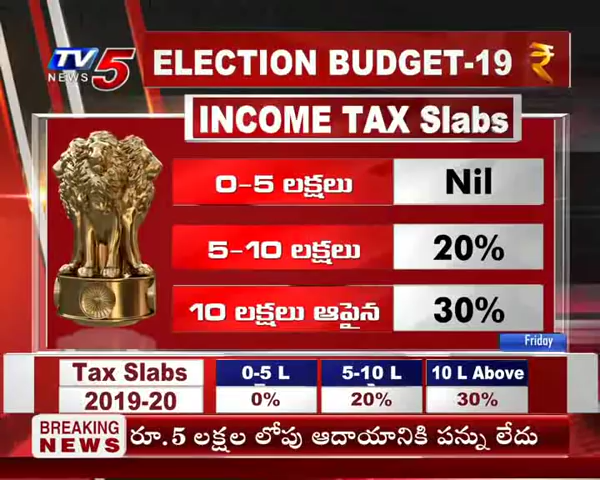 TV5
NEWS
ELECTION BUDGET-19 ₹
INCOME TAX Slabs
0-5 లక్షలు Nil
5-10 లక్షలు 20%
10 లక్షలు ఆపైన 30%
Friday
Tax Slabs 0-5 L 5-10 L 10 L Above
2019-20 0% 20% 30%
BREAKING
NEWS
రూ.5 లక్షల లోపు ఆదాయానికి పన్ను లేదు